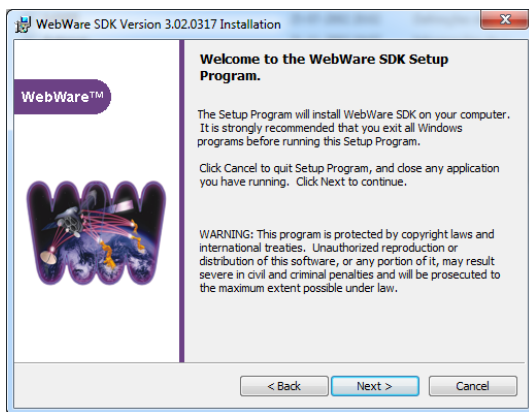 WebWare SDK Version 3.02.0317 Installation
Welcome to the WebWare SDK Setup
Program.
WebWare™
The Setup Program will install WebWare SDK on your computer.
It is strongly recommended that you exit all Windows
programs before running this Setup Program.
Click Cancel to quit Setup Program, and close any application
you have running. Click Next to continue.
WARNING: This program is protected by copyright laws and
international treaties. Unauthorized reproduction or
distribution of this software, or any portion of it, may result
severe in civil and criminal penalties and will be prosecuted to
the maximum extent possible under law.
< Back
Next >
Cancel